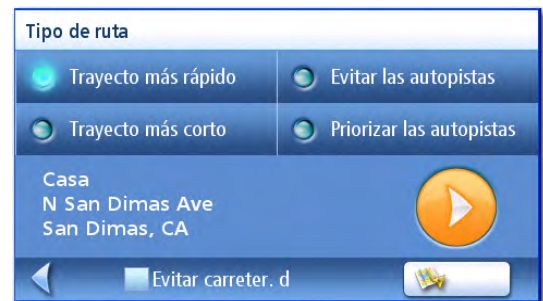 Tipo de ruta
Trayecto más rápido
Evitar las autopistas
Trayecto más corto
Priorizar las autopistas
Casa
N San Dimas Ave
San Dimas, CA
Evitar carreter. d